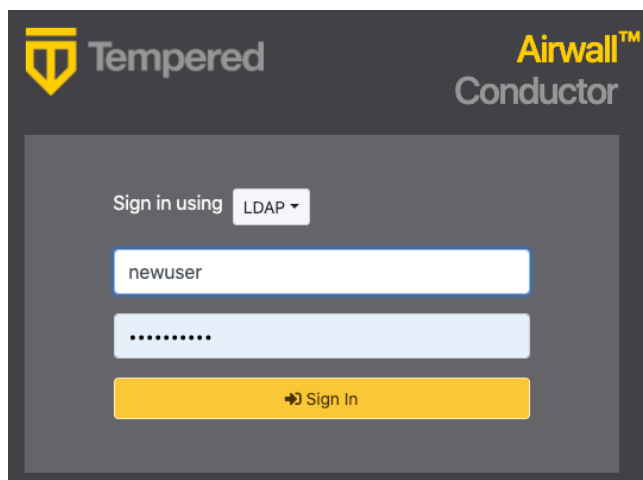 Tempered
Airwall™
Conductor
Sign in using LDAP
newuser
••••••••••
Sign In